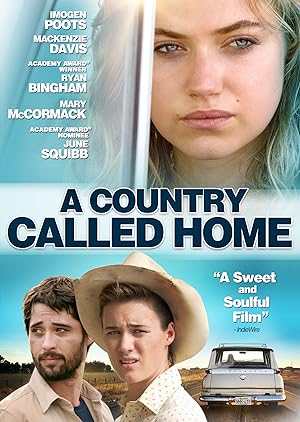 IMOGEN
POOTS
MACKENZIE
DAVIS
ACADEMY AWARD®
WINNER
RYAN
BINGHAM
MARY
McCORMACK
ACADEMY AWARD®
NOMINEE
JUNE
SQUIBB
A COUNTRY
CALLED HOME
"A Sweet
and
Soulful
Film"
- IndieWire